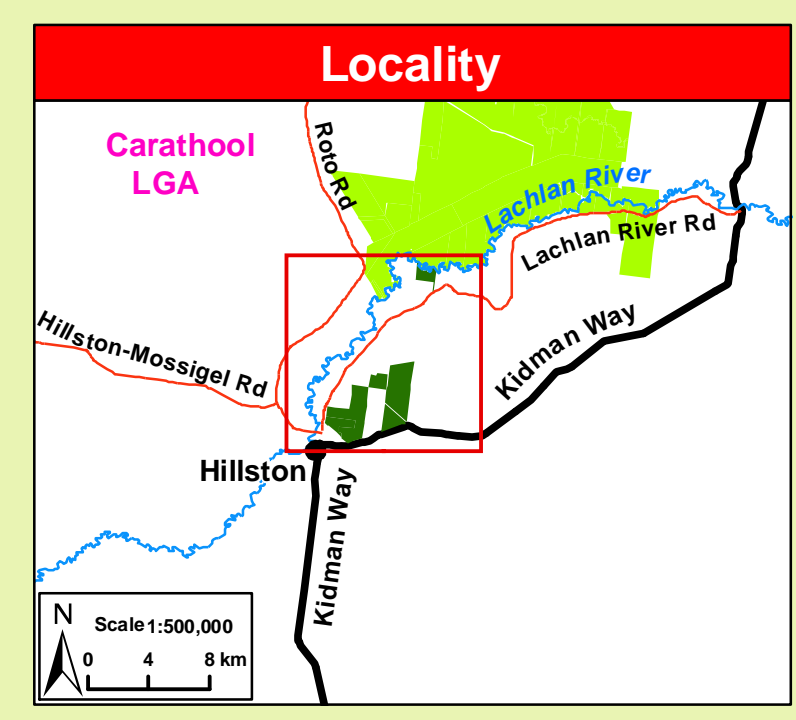 Locality
Carathool
LGA
Roto Rd
Lachlan River
Lachlan River Rd
Kidman Way
Hillston-Mossigel Rd
Hillston
Kidman Way
N
Scale 1:500,000
0 4 8 km